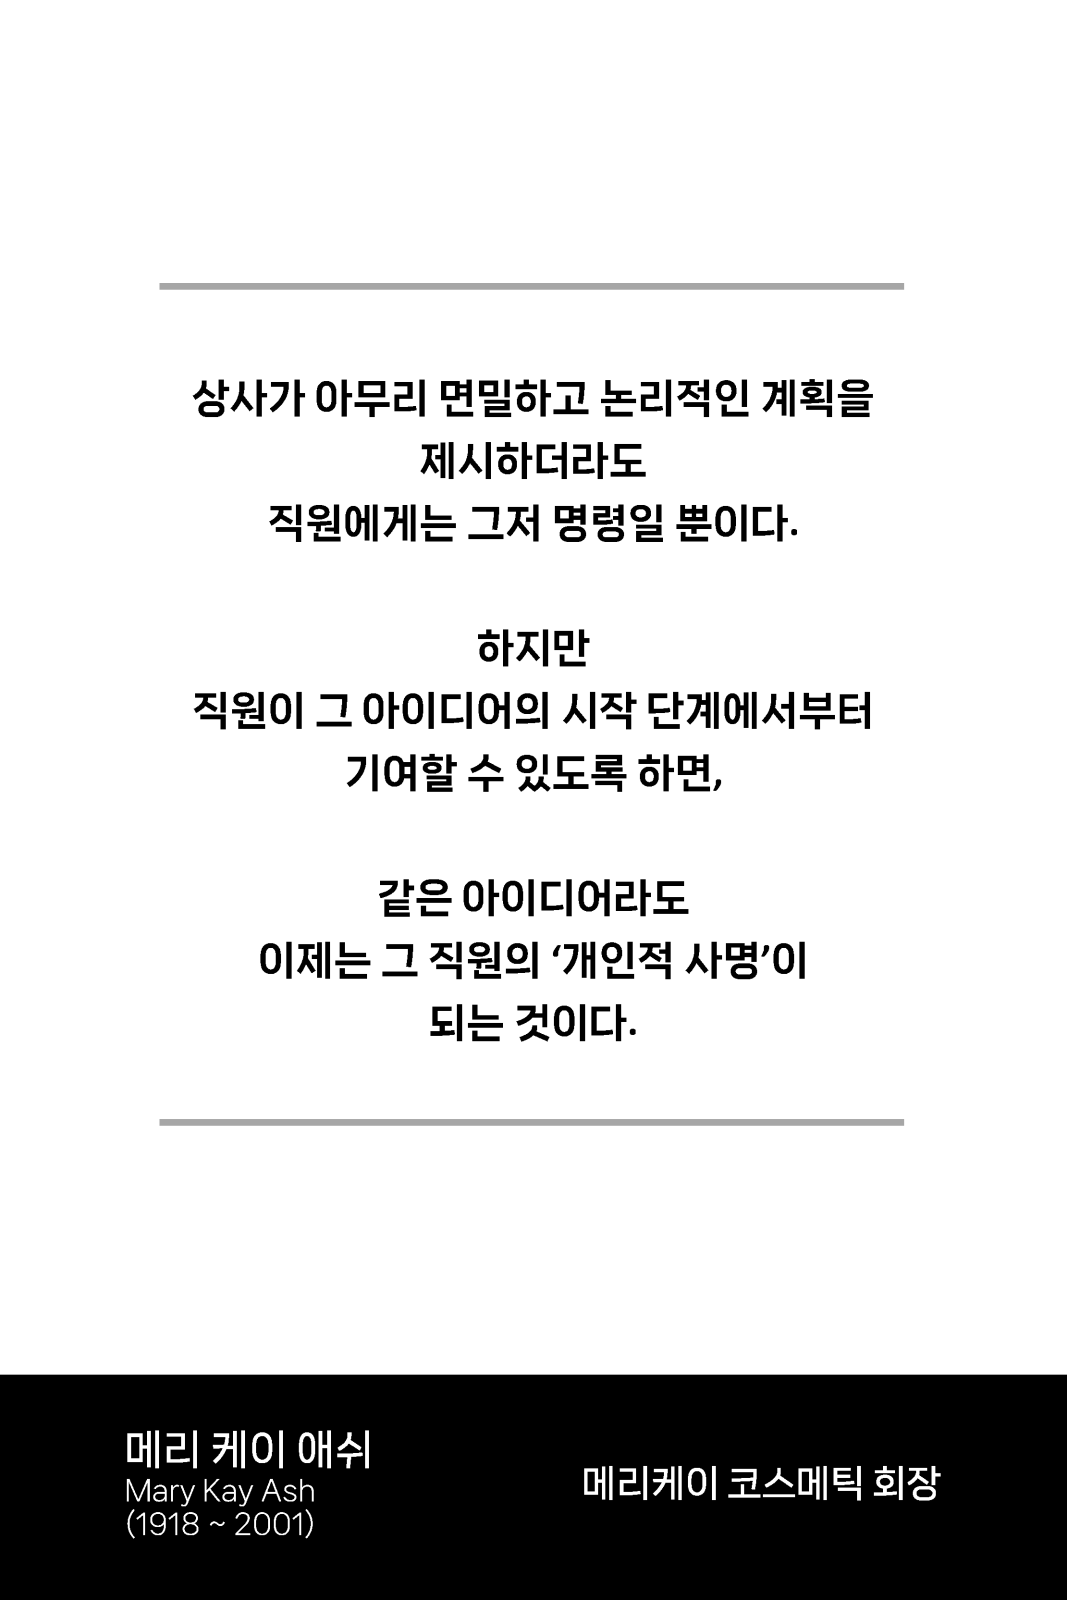 상사가 아무리 면밀하고 논리적인 계획을
제시하더라도
직원에게는 그저 명령일 뿐이다.
하지만
직원이 그 아이디어의 시작 단계에서부터
기여할 수 있도록 하면,
같은 아이디어라도
이제는 그 직원의 ‘개인적 사명’이
되는 것이다.
메리 케이 애쉬
Mary Kay Ash
(1918 ~ 2001)
메리케이 코스메틱 회장